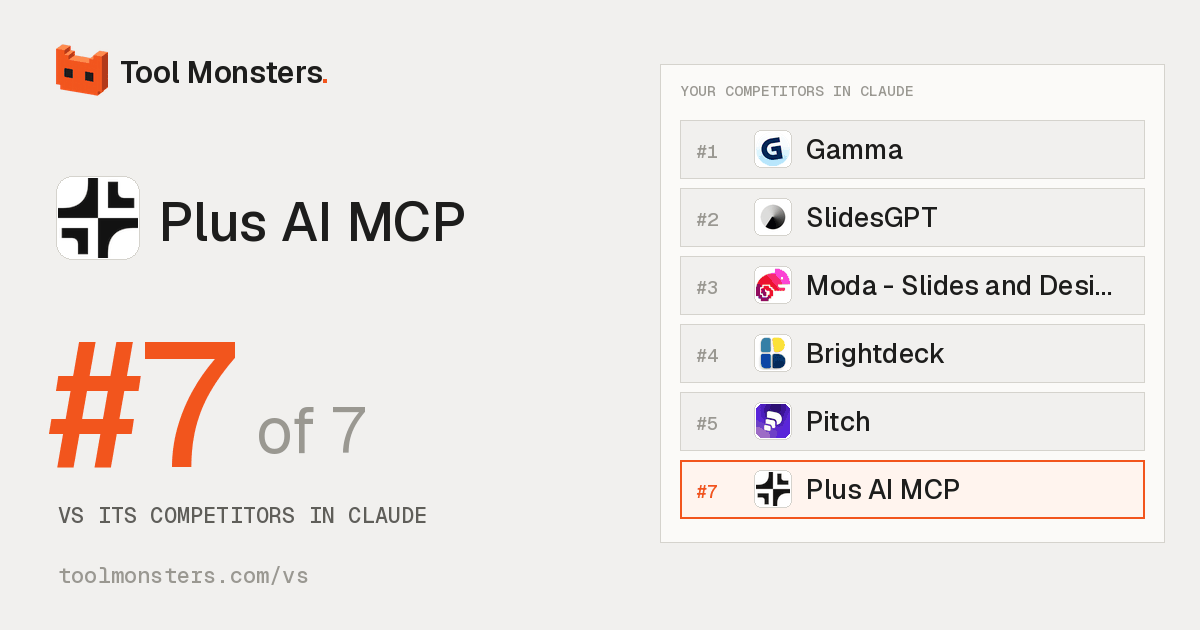 Tool Monsters.
Plus AI MCP
#7 of 7
VS ITS COMPETITORS IN CLAUDE
toolmonsters.com/vs
YOUR COMPETITORS IN CLAUDE
#1 Gamma
#2 SlidesGPT
#3 Moda - Slides and Desi...
#4 Brightdeck
#5 Pitch
#7 Plus AI MCP